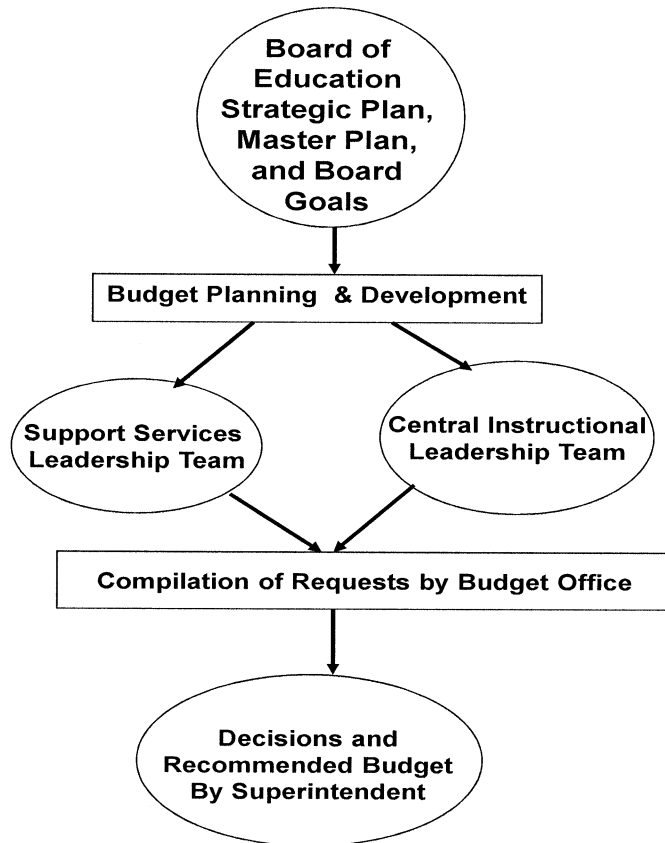 Board of
Education
Strategic Plan,
Master Plan,
and Board
Goals
Budget Planning & Development
Support Services
Leadership Team
Central Instructional
Leadership Team
Compilation of Requests by Budget Office
Decisions and
Recommended Budget
By Superintendent